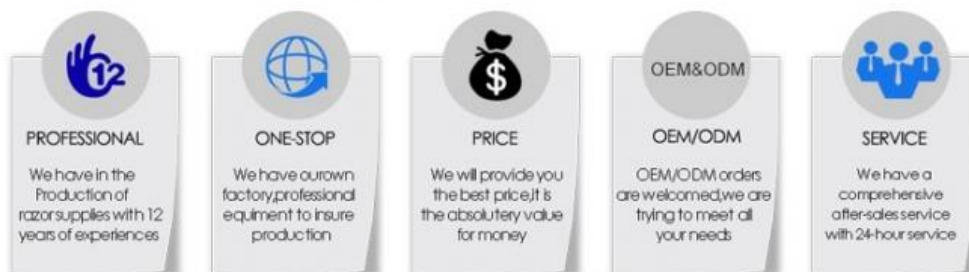 12
PROFESSIONAL
We have in the
Production of
razor supplies with 12
years of experiences
ONE-STOP
We have ourown
factory,professional
equiment to insure
production
$
PRICE
We will provide you
the best price,it is
the absolutery value
for money
OEM&ODM
OEM/ODM
OEM/ODM orders
are welcomed,we are
trying to meet all
your needs
SERVICE
We have a
comprehensive
after-sales service
with 24-hour service